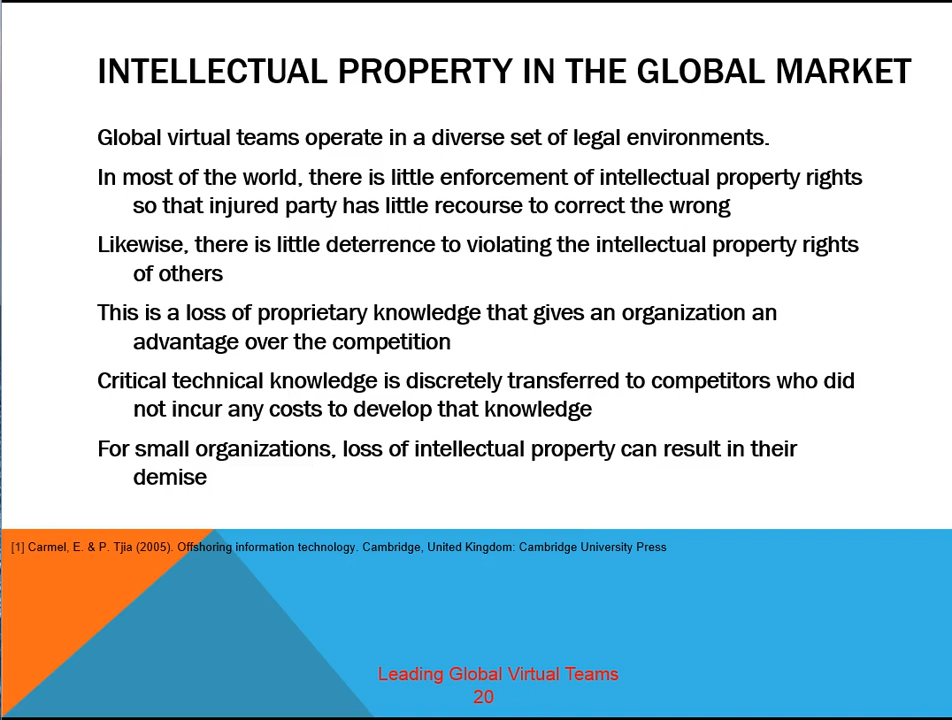 INTELLECTUAL PROPERTY IN THE GLOBAL MARKET
Global virtual teams operate in a diverse set of legal environments.
In most of the world, there is little enforcement of intellectual property rights
so that injured party has little recourse to correct the wrong
Likewise, there is little deterrence to violating the intellectual property rights
of others
This is a loss of proprietary knowledge that gives an organization an
advantage over the competition
Critical technical knowledge is discretely transferred to competitors who did
not incur any costs to develop that knowledge
For small organizations, loss of intellectual property can result in their
demise
[1] Carmel, E. & P. Tjia (2005). Offshoring information technology. Cambridge, United Kingdom: Cambridge University Press
Leading Global Virtual Teams
20